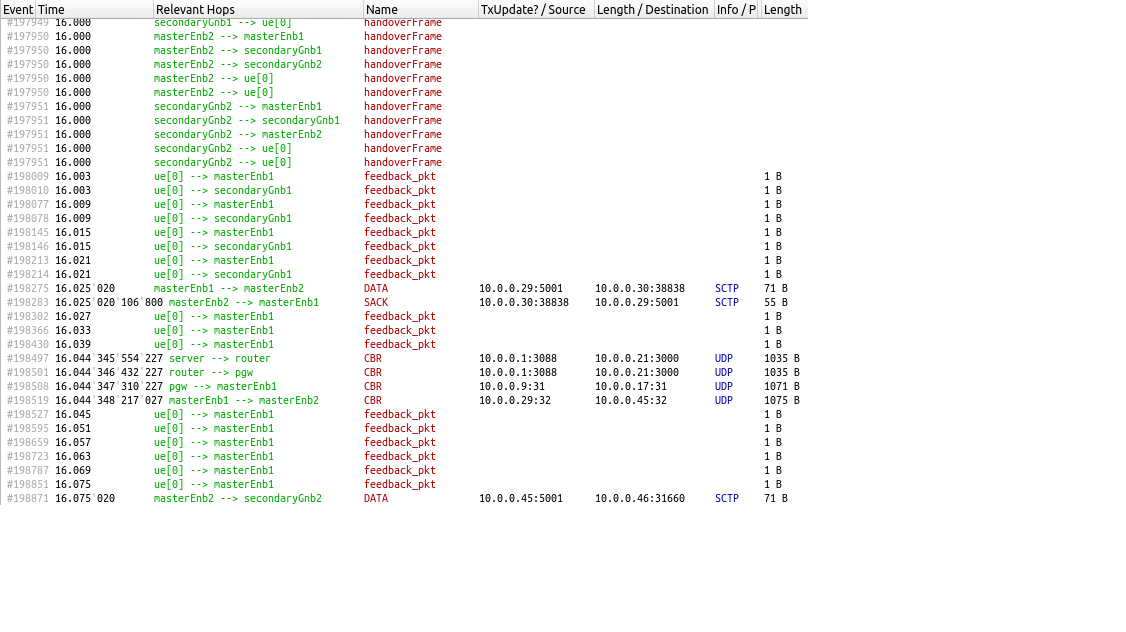 Event Time Relevant Hops Name TxUpdate? / Source Length / Destination Info / P Length
#197949 16.000 secondaryGnb1 --> ue[0] handoverFrame
#197950 16.000 masterEnb2 --> masterEnb1 handoverFrame
#197950 16.000 masterEnb2 --> secondaryGnb1 handoverFrame
#197950 16.000 masterEnb2 --> secondaryGnb2 handoverFrame
#197950 16.000 masterEnb2 --> ue[0] handoverFrame
#197950 16.000 masterEnb2 --> ue[0] handoverFrame
#197951 16.000 secondaryGnb2 --> masterEnb1 handoverFrame
#197951 16.000 secondaryGnb2 --> secondaryGnb1 handoverFrame
#197951 16.000 secondaryGnb2 --> masterEnb2 handoverFrame
#197951 16.000 secondaryGnb2 --> ue[0] handoverFrame
#197951 16.000 secondaryGnb2 --> ue[0] handoverFrame
#198009 16.003 ue[0] --> masterEnb1 feedback_pkt 1 B
#198010 16.003 ue[0] --> secondaryGnb1 feedback_pkt 1 B
#198077 16.009 ue[0] --> masterEnb1 feedback_pkt 1 B
#198078 16.009 ue[0] --> secondaryGnb1 feedback_pkt 1 B
#198145 16.015 ue[0] --> masterEnb1 feedback_pkt 1 B
#198146 16.015 ue[0] --> secondaryGnb1 feedback_pkt 1 B
#198213 16.021 ue[0] --> masterEnb1 feedback_pkt 1 B
#198214 16.021 ue[0] --> secondaryGnb1 feedback_pkt 1 B
#198275 16.025'020 masterEnb1 --> masterEnb2 DATA 10.0.0.29:5001 10.0.0.30:38838 SCTP 71 B
#198283 16.025'020'106'800 masterEnb2 --> masterEnb1 SACK 10.0.0.30:38838 10.0.0.29:5001 SCTP 55 B
#198302 16.027 ue[0] --> masterEnb1 feedback_pkt 1 B
#198366 16.033 ue[0] --> masterEnb1 feedback_pkt 1 B
#198430 16.039 ue[0] --> masterEnb1 feedback_pkt 1 B
#198497 16.044'345'554'227 server --> router CBR 10.0.0.1:3088 10.0.0.21:3000 UDP 1035 B
#198501 16.044'346'432'227 router --> pgw CBR 10.0.0.1:3088 10.0.0.21:3000 UDP 1035 B
#198508 16.044'347'310'227 pgw --> masterEnb1 CBR 10.0.0.9:31 10.0.0.17:31 UDP 1071 B
#198519 16.044'348'217'027 masterEnb1 --> masterEnb2 CBR 10.0.0.29:32 10.0.0.45:32 UDP 1075 B
#198527 16.045 ue[0] --> masterEnb1 feedback_pkt 1 B
#198595 16.051 ue[0] --> masterEnb1 feedback_pkt 1 B
#198659 16.057 ue[0] --> masterEnb1 feedback_pkt 1 B
#198723 16.063 ue[0] --> masterEnb1 feedback_pkt 1 B
#198787 16.069 ue[0] --> masterEnb1 feedback_pkt 1 B
#198851 16.075 ue[0] --> masterEnb1 feedback_pkt 1 B
#198871 16.075'020 masterEnb2 --> secondaryGnb2 DATA 10.0.0.45:5001 10.0.0.46:31660 SCTP 71 B